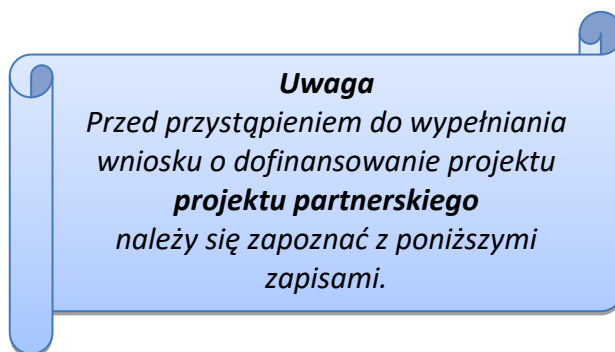 Uwaga
Przed przystąpieniem do wypełniania
wniosku o dofinansowanie projektu
projektu partnerskiego
należy się zapoznać z poniższymi
zapisami.